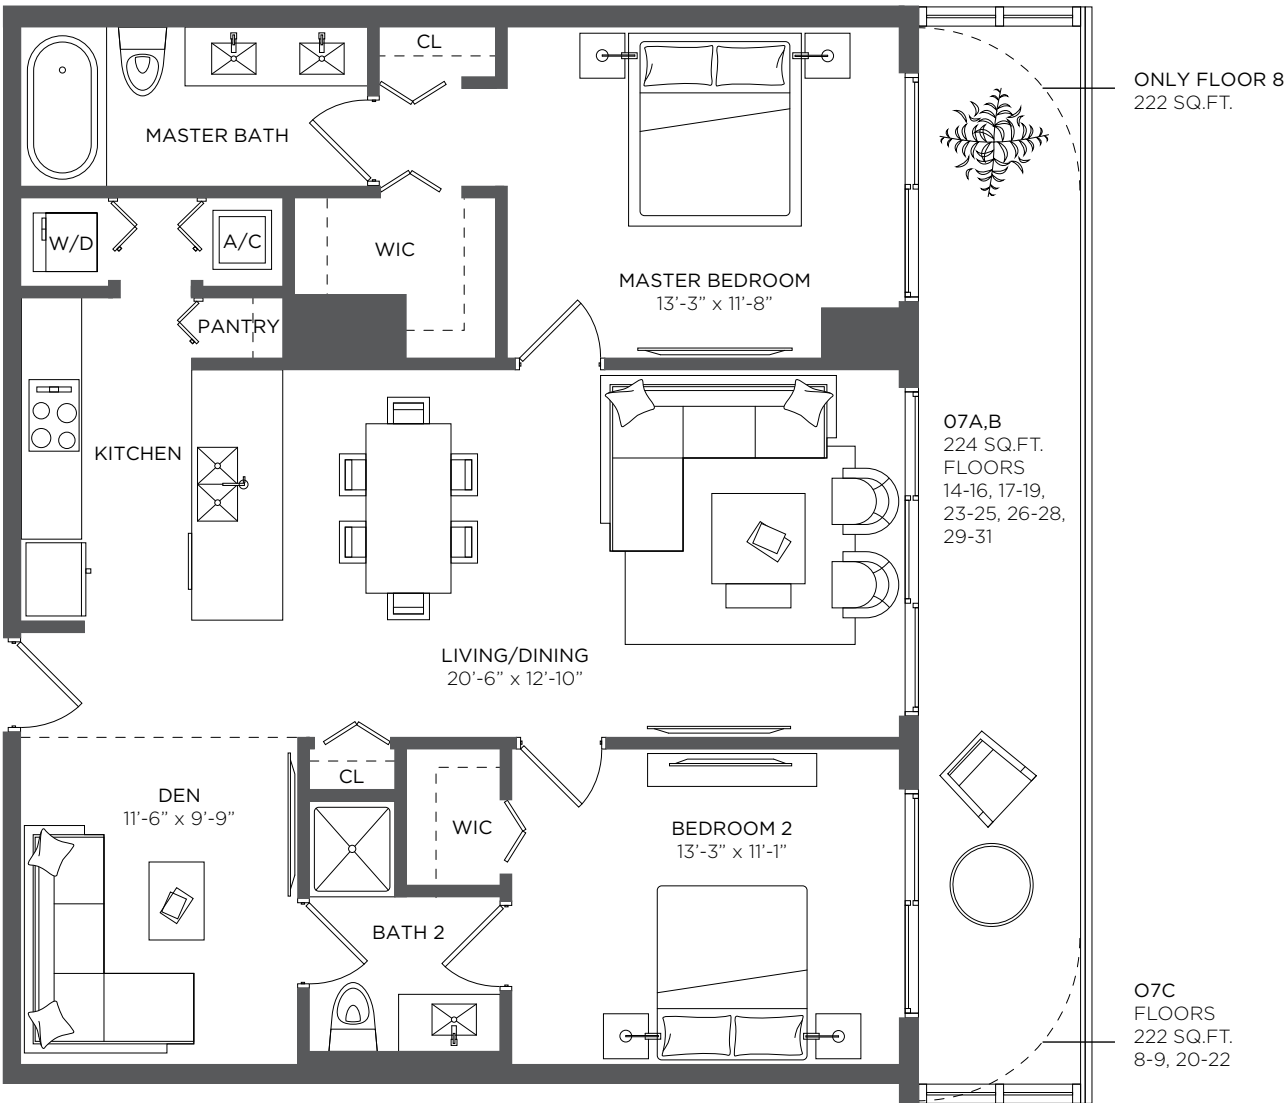 CL
ONLY FLOOR 8
222 SQ.FT.
MASTER BATH
W/D
A/C
WIC
MASTER BEDROOM
13'-3” x 11'-8”
PANTRY
KITCHEN
07A,B
224 SQ.FT.
FLOORS
14-16, 17-19,
23-25, 26-28,
29-31
LIVING/DINING
20'-6” x 12'-10”
CL
DEN
11'-6” x 9'-9”
WIC
BEDROOM 2
13'-3” x 11'-1”
BATH 2
O7C
FLOORS
222 SQ.FT.
8-9, 20-22